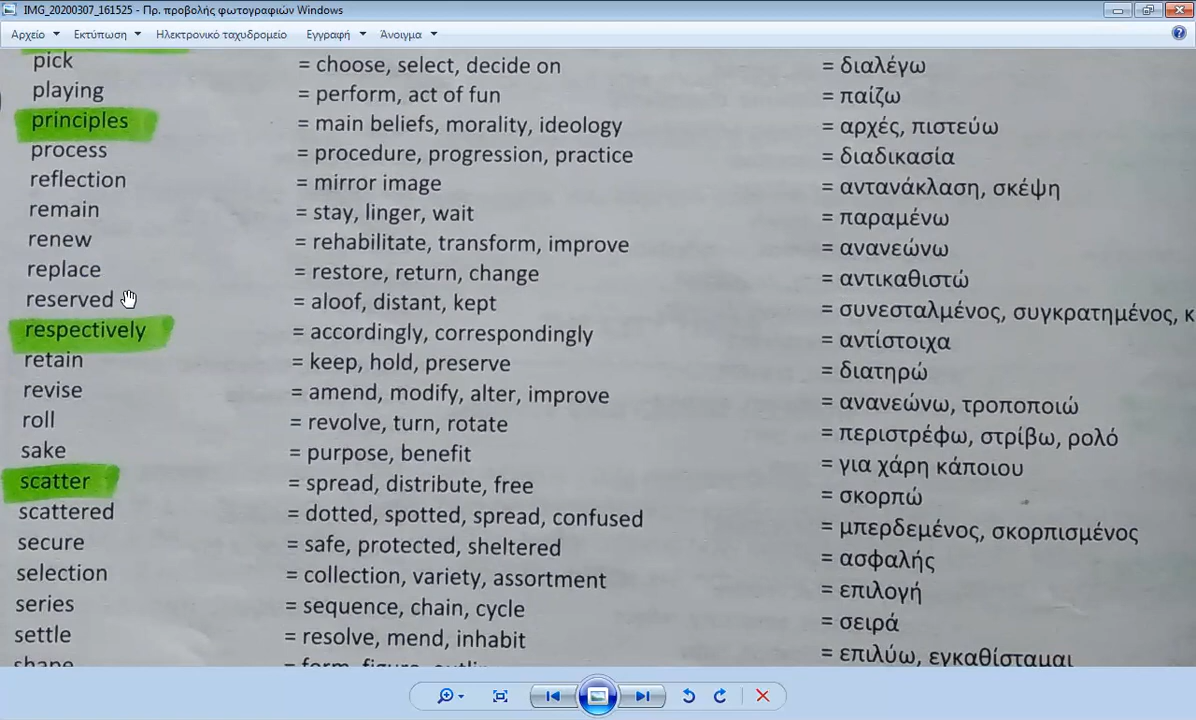 IMG_20200307_161525 - Πρ. προβολής φωτογραφιών Windows
Αρχείο Εκτύπωση Ηλεκτρονικό ταχυδρομείο Εγγραφή Άνοιγμα
pick = choose, select, decide on = διαλέγω
playing = perform, act of fun = παίζω
principles = main beliefs, morality, ideology = αρχές, πιστεύω
process = procedure, progression, practice = διαδικασία
reflection = mirror image = αντανάκλαση, σκέψη
remain = stay, linger, wait = παραμένω
renew = rehabilitate, transform, improve = ανανεώνω
replace = restore, return, change = αντικαθιστώ
reserved = aloof, distant, kept = συνεσταλμένος, συγκρατημένος, κ
respectively = accordingly, correspondingly = αντίστοιχα
retain = keep, hold, preserve = διατηρώ
revise = amend, modify, alter, improve = ανανεώνω, τροποποιώ
roll = revolve, turn, rotate = περιστρέφω, στρίβω, ρολό
sake = purpose, benefit = για χάρη κάποιου
scatter = spread, distribute, free = σκορπώ
scattered = dotted, spotted, spread, confused = μπερδεμένος, σκορπισμένος
secure = safe, protected, sheltered = ασφαλής
selection = collection, variety, assortment = επιλογή
series = sequence, chain, cycle = σειρά
settle = resolve, mend, inhabit = επιλύω, εγκαθίσταμαι
shape = form, figure,